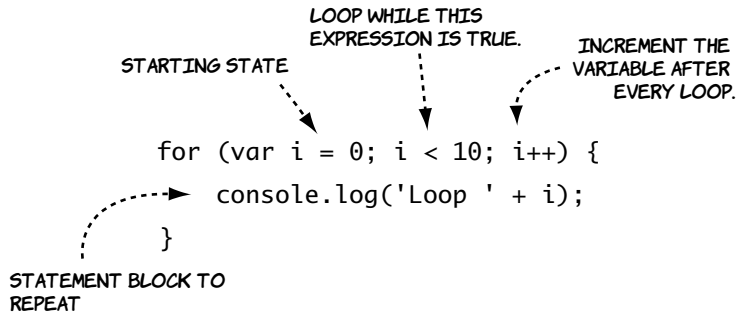 LOOP WHILE THIS
EXPRESSION IS TRUE.
INCREMENT THE
VARIABLE AFTER
EVERY LOOP.
STARTING STATE
for (var i = 0; i < 10; i++) {
console.log('Loop ' + i);
}
STATEMENT BLOCK TO
REPEAT